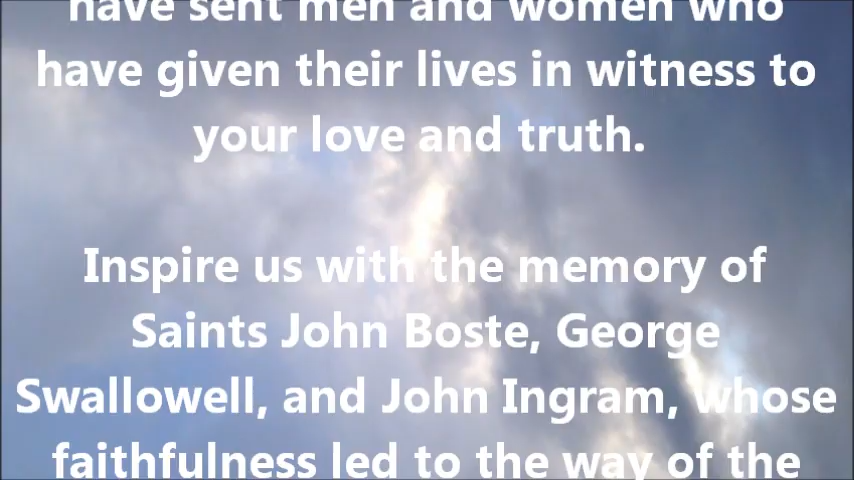 have sent men and women who
have given their lives in witness to
your love and truth.
Inspire us with the memory of
Saints John Boste, George
Swallowell, and John Ingram, whose
faithfulness led to the way of the